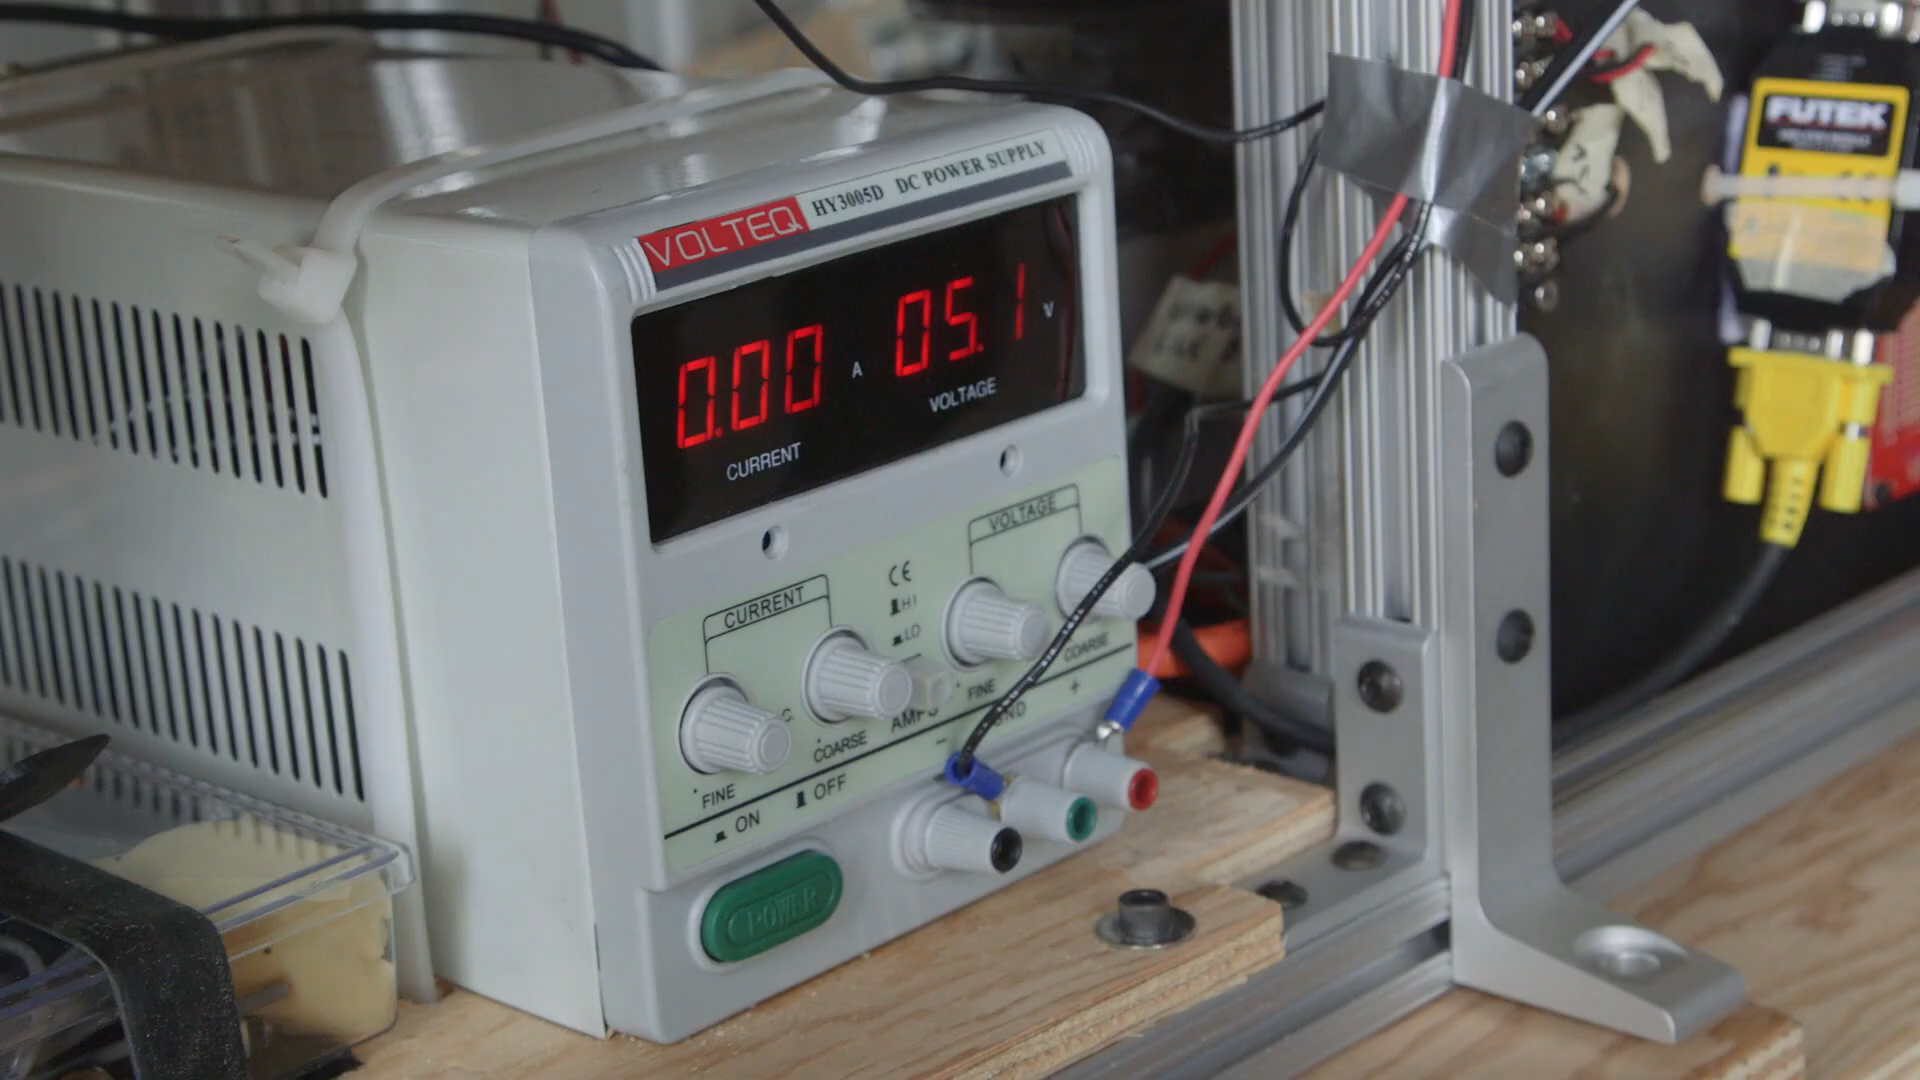 VOLTEQ HY3005D DC POWER SUPPLY
0.00 A 05.1 V
CURRENT VOLTAGE
CURRENT CE VOLTAGE
HI
LO
FINE COARSE AMPS FINE COARSE
- GND +
ON OFF
POWER
FUTEK